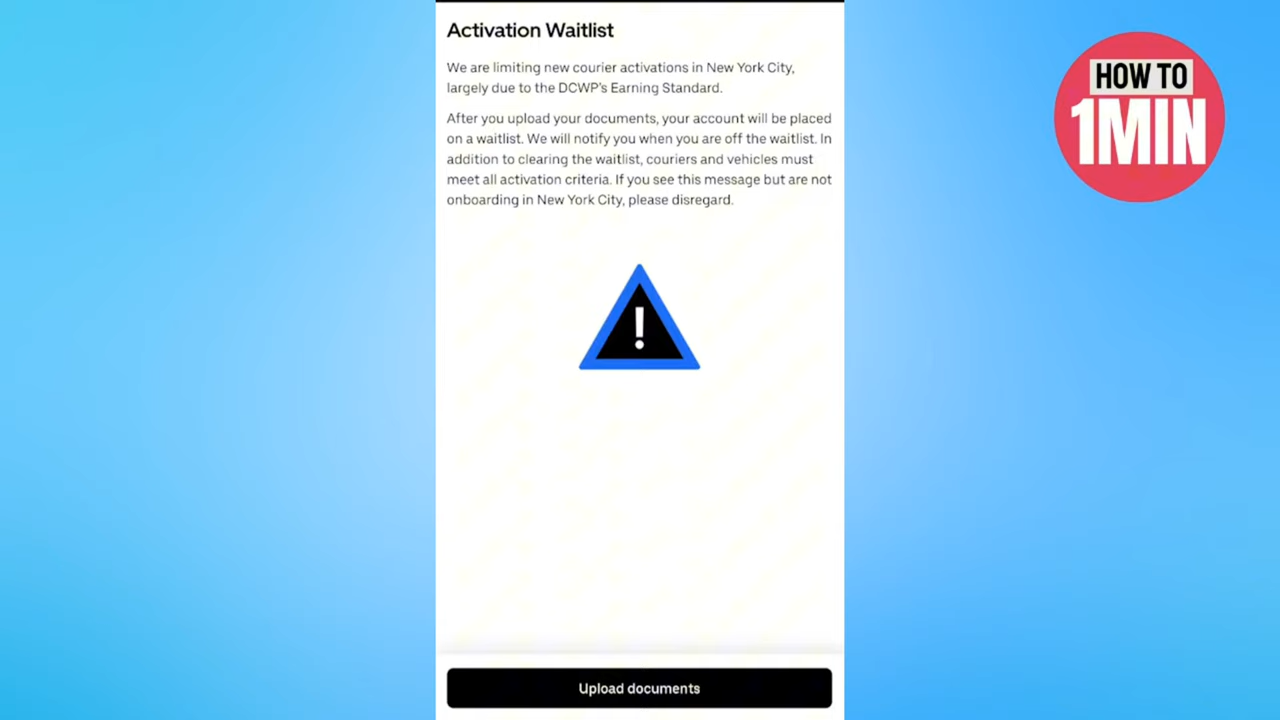 Activation Waitlist
We are limiting new courier activations in New York City,
largely due to the DCWP's Earning Standard.
After you upload your documents, your account will be placed
on a waitlist. We will notify you when you are off the waitlist. In
addition to clearing the waitlist, couriers and vehicles must
meet all activation criteria. If you see this message but are not
onboarding in New York City, please disregard.
!
Upload documents
HOW TO
1MIN